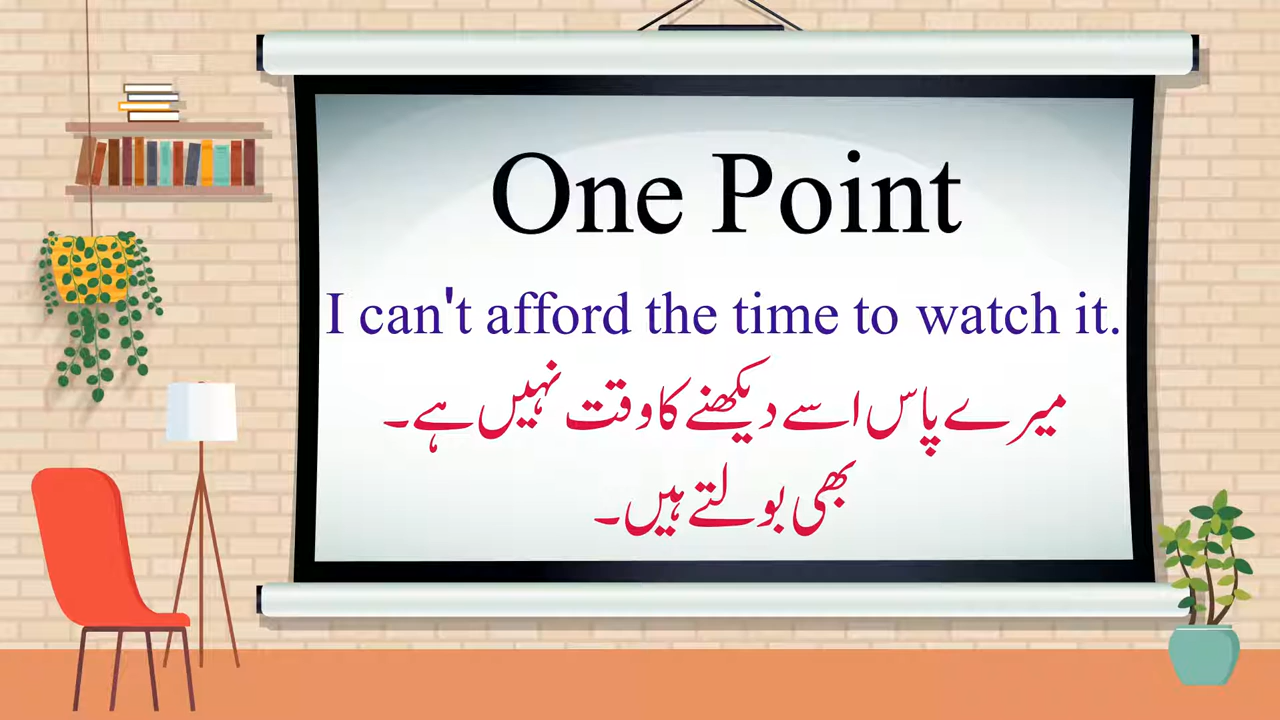 One Point
I can't afford the time to watch it.
میرے پاس اسے دیکھنے کا وقت نہیں ہے۔
بھی بولتے ہیں۔